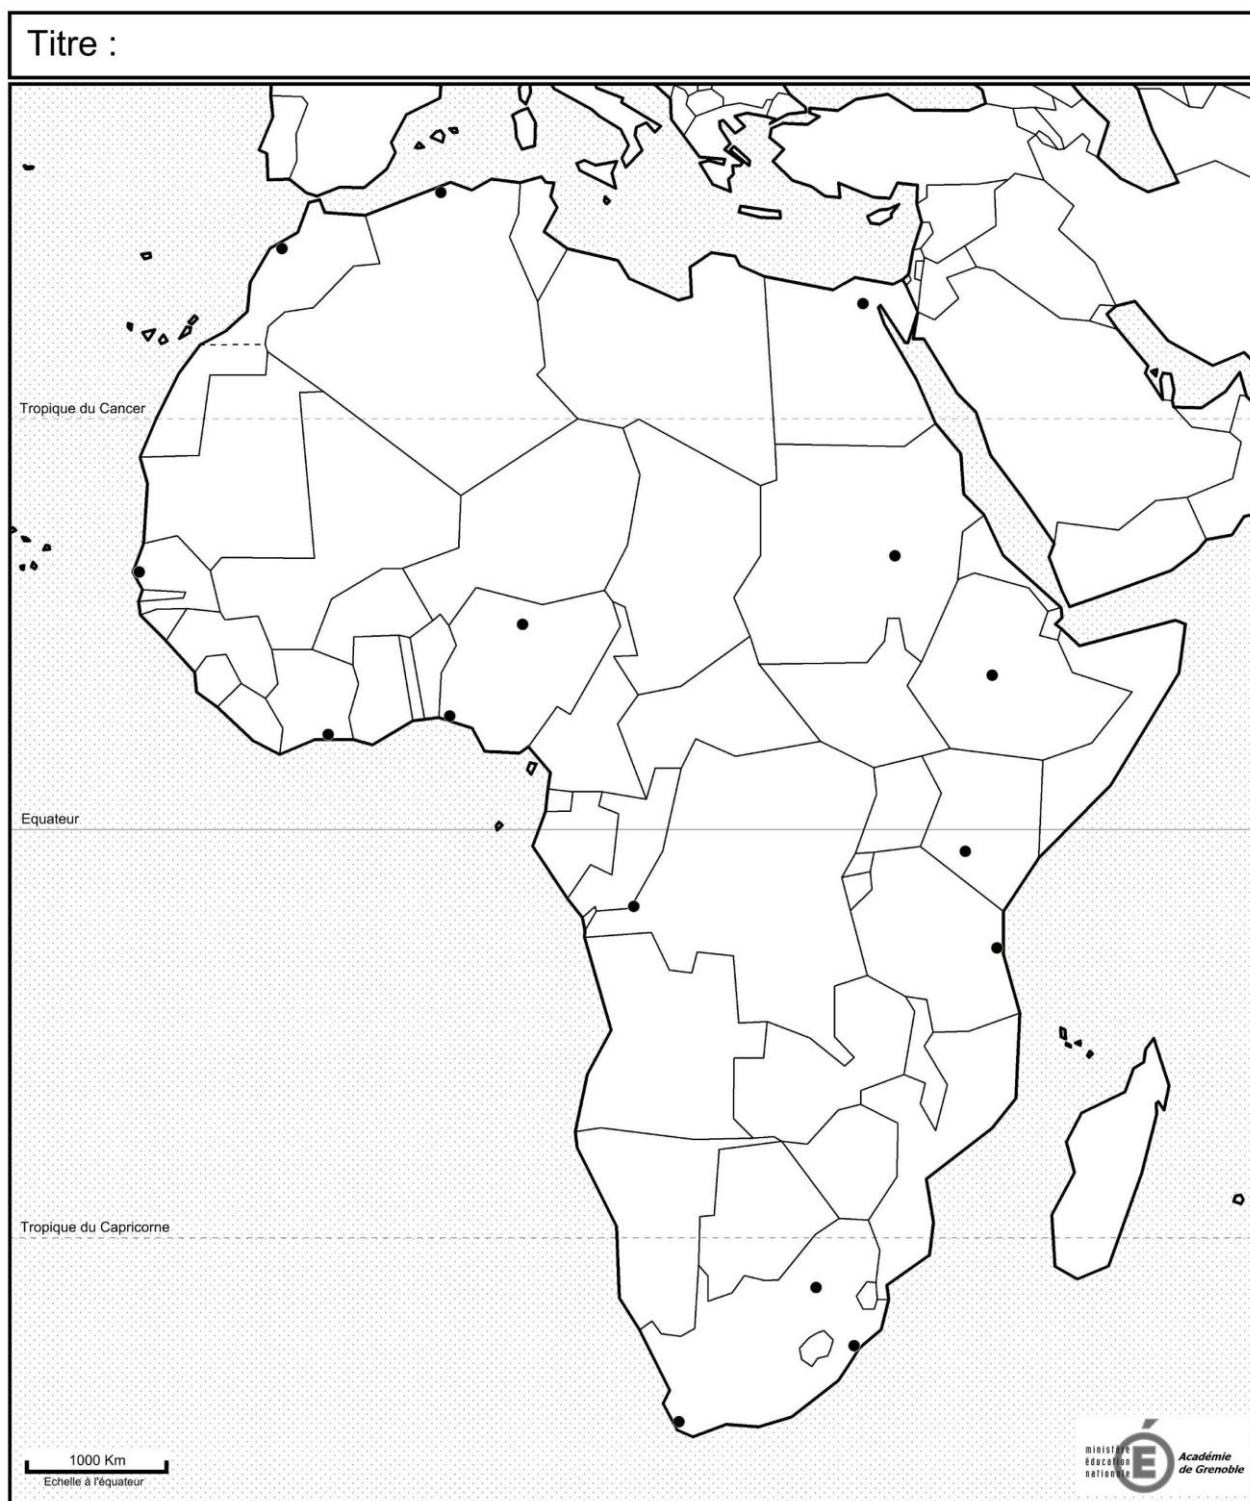 Titre :
Tropique du Cancer
Equateur
Tropique du Capricorne
1000 Km
Echelle à l'équateur
ministère
éducation
nationale
É
Académie
de Grenoble